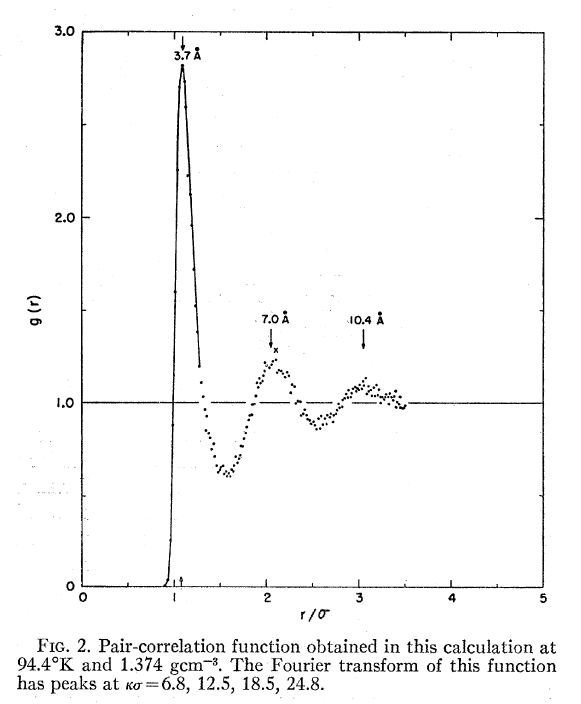 3.0
3.7 Å
2.0
g (r)
7.0 Å
10.4 Å
x
1.0
0
0
1
2
3
4
5
r/σ
FIG. 2. Pair-correlation function obtained in this calculation at
94.4°K and 1.374 gcm⁻³. The Fourier transform of this function
has peaks at κσ=6.8, 12.5, 18.5, 24.8.